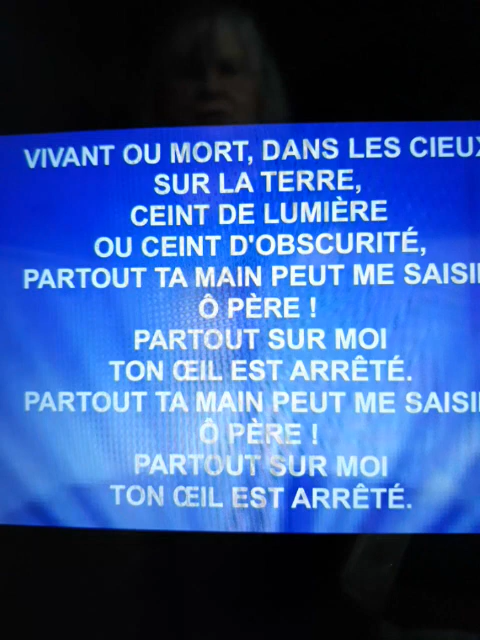 VIVANT OU MORT, DANS LES CIEUX
SUR LA TERRE,
CEINT DE LUMIÈRE
OU CEINT D'OBSCURITÉ,
PARTOUT TA MAIN PEUT ME SAISI
Ô PÈRE !
PARTOUT SUR MOI
TON ŒIL EST ARRÊTÉ.
PARTOUT TA MAIN PEUT ME SAISI
Ô PÈRE !
PARTOUT SUR MOI
TON ŒIL EST ARRÊTÉ.